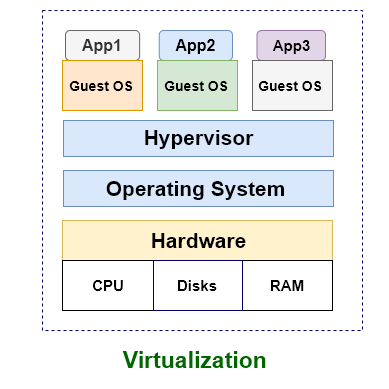 App1 App2 App3
Guest OS Guest OS Guest OS
Hypervisor
Operating System
Hardware
CPU Disks RAM
Virtualization